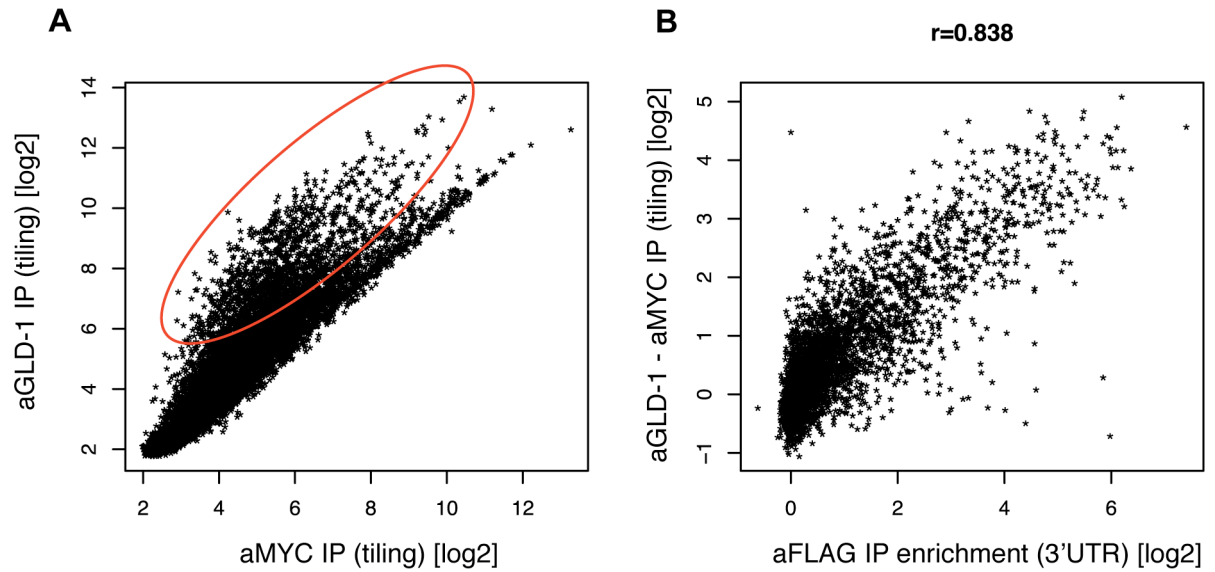 A
aGLD-1 IP (tiling) [log2]
14
12
10
8
6
4
2
2 4 6 8 10 12
aMYC IP (tiling) [log2]
B
r=0.838
aGLD-1 - aMYC IP (tiling) [log2]
5
4
3
2
1
0
−1
0 2 4 6
aFLAG IP enrichment (3'UTR) [log2]